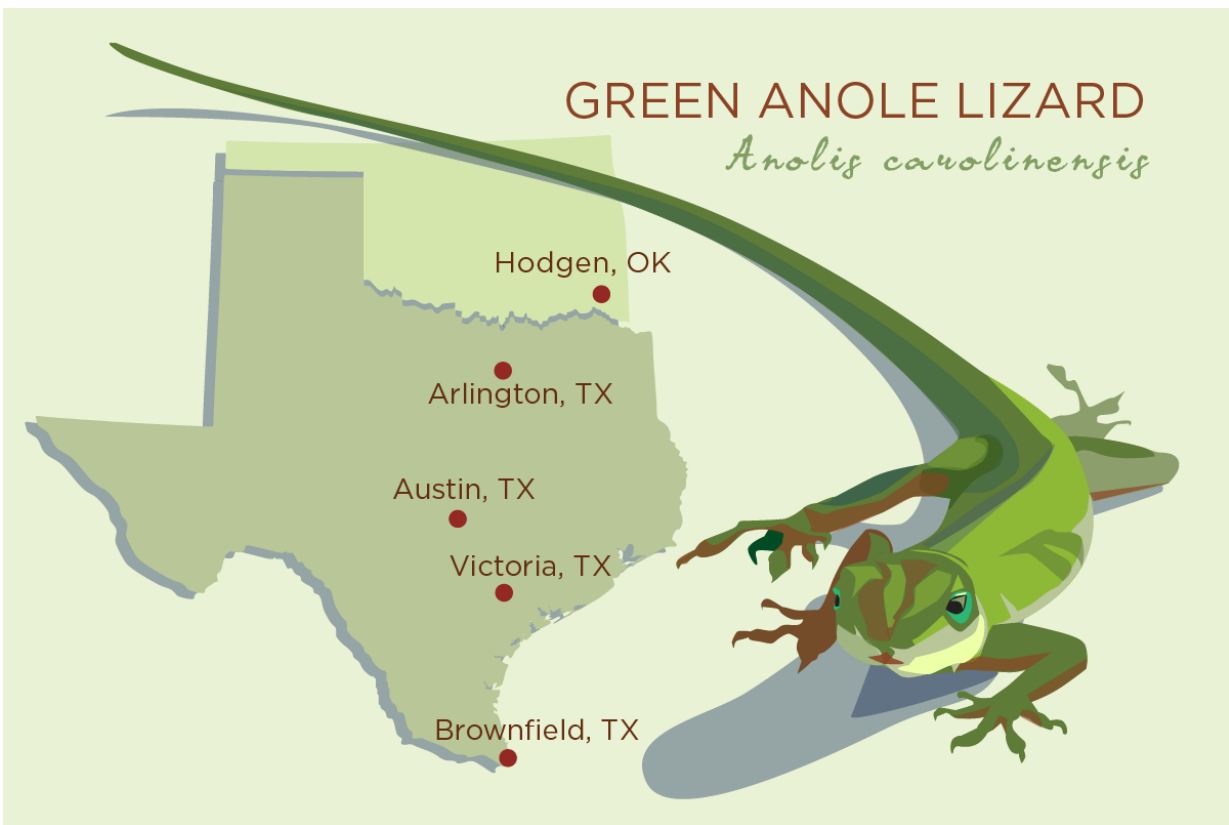 GREEN ANOLE LIZARD
Anolis carolinensis
Hodgen, OK
Arlington, TX
Austin, TX
Victoria, TX
Brownfield, TX